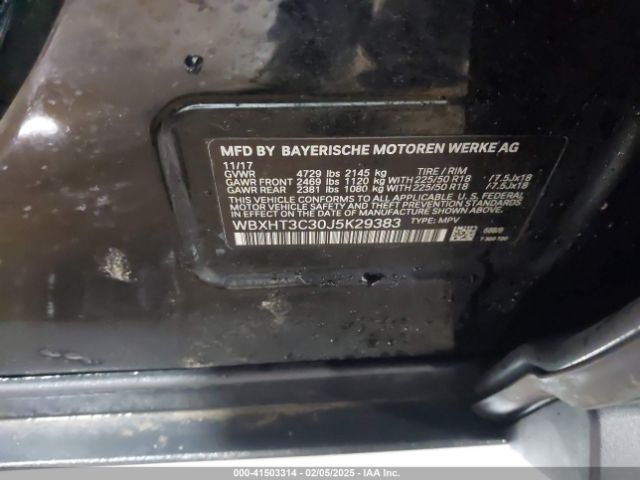 MFD BY BAYERISCHE MOTOREN WERKE AG
11/17
GVWR 4729 lbs 2145 kg TIRE / RIM
GAWR FRONT 2469 lbs 1120 kg WITH 225/50 R18 /7.5Jx18
GAWR REAR 2381 lbs 1080 kg WITH 225/50 R18 /7.5Jx18
THIS VEHICLE CONFORMS TO ALL APPLICABLE U.S. FEDERAL
MOTOR VEHICLE SAFETY, BUMPER, AND THEFT PREVENTION
STANDARDS IN EFFECT ON THE DATE OF MANUFACTURE SHOWN ABOVE.
WBXHT3C30J5K29383 TYPE: MPV
000-41503314 / 02/05/2025 - IAA Inc.